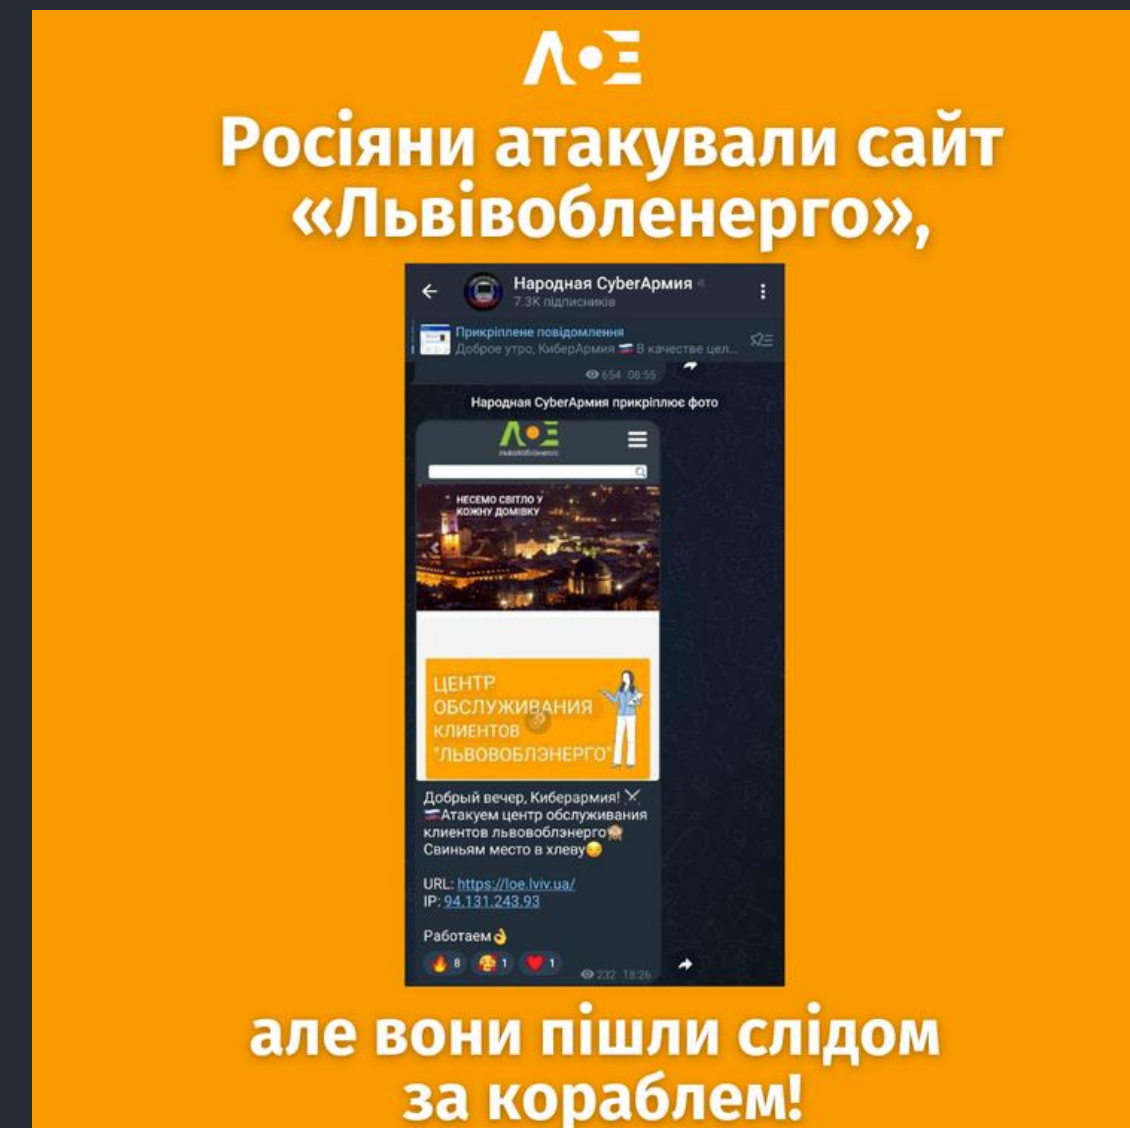 ЛОЕ
Росіяни атакували сайт
«Львівобленерго»,
Народная CyberАрмия
7.3K підписників
Прикріплене повідомлення
Доброе утро, КиберАрмия 🇷🇺 В качестве цел...
654 08:55
Народная CyberАрмия прикріплює фото
ЛОЕ
ЛЬВІВОБЛЕНЕРГО
НЕСЕМО СВІТЛО У
КОЖНУ ДОМІВКУ
ЦЕНТР
ОБСЛУЖИВАНИЯ
КЛИЕНТОВ
"ЛЬВОВОБЛЭНЕРГО"
Добрый вечер, Киберармия! ⚔
🇷🇺Атакуем центр обслуживания
клиентов львовоблэнерго🙈
Свиньям место в хлеву😏
URL: https://loe.lviv.ua/
IP: 94.131.243.93
Работаем👌
🔥 8 🥰 1 ❤ 1
232 18:26
але вони пішли слідом
за кораблем!